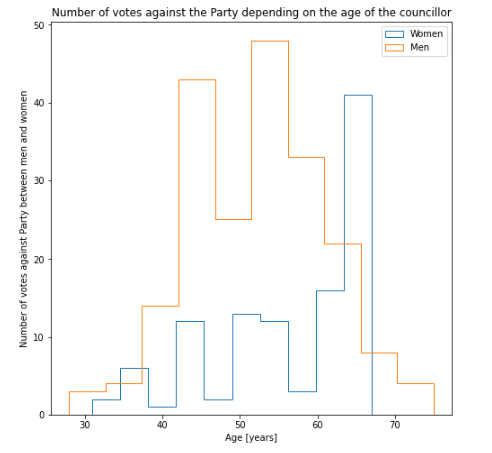 Number of votes against the Party depending on the age of the councillor
Women
Men
Number of votes against Party between men and women
50
40
30
20
10
0
30 40 50 60 70
Age [years]